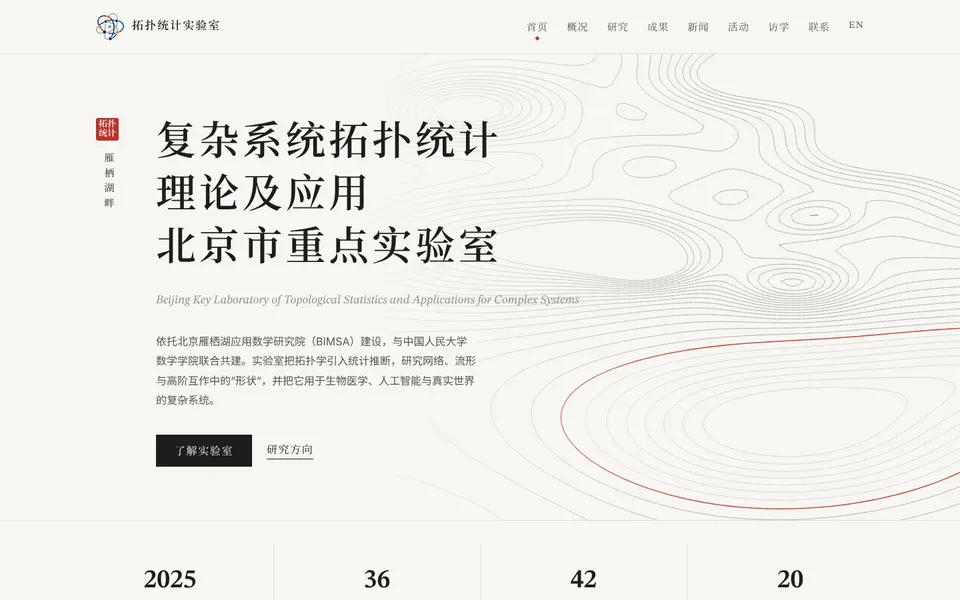 拓扑统计实验室
首页 概况 研究 成果 新闻 活动 访学 联系 EN
拓扑
统计
雁
栖
湖
畔
复杂系统拓扑统计
理论及应用
北京市重点实验室
Beijing Key Laboratory of Topological Statistics and Applications for Complex Systems
依托北京雁栖湖应用数学研究院（BIMSA）建设，与中国人民大学
数学学院联合共建。实验室把拓扑学引入统计推断，研究网络、流形
与高阶互作中的“形状”，并把它用于生物医学、人工智能与真实世界
的复杂系统。
了解实验室 研究方向
2025 36 42 20